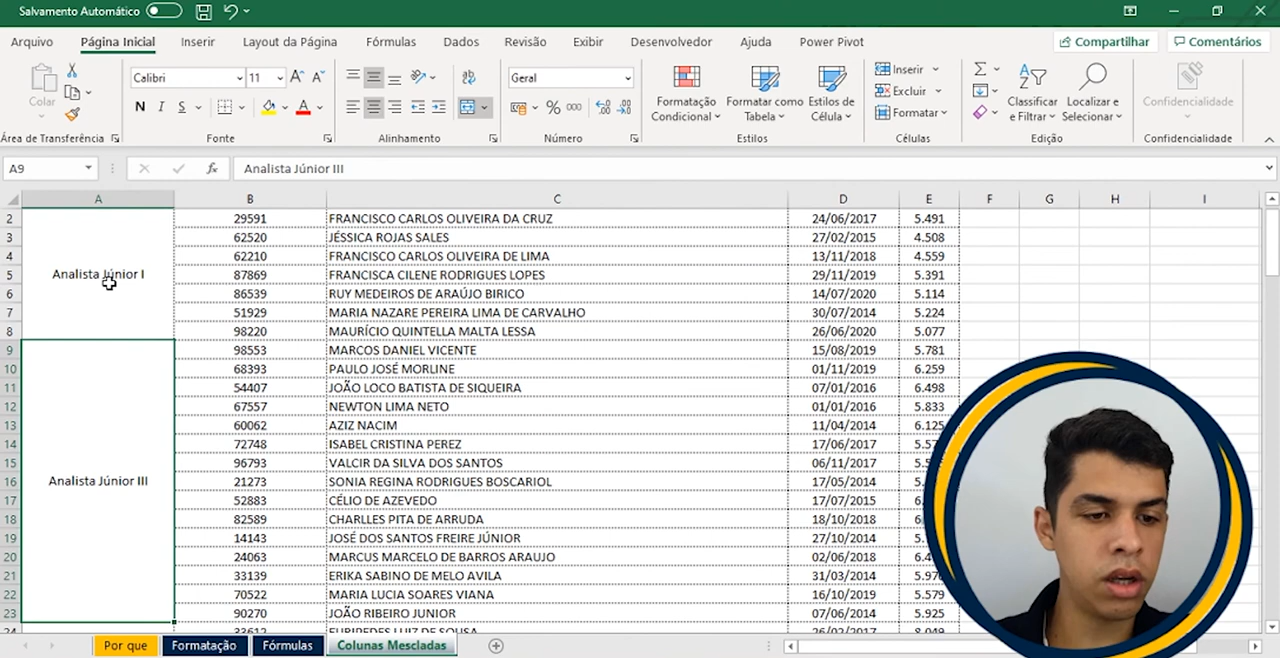 Salvamento Automático
Arquivo Página Inicial Inserir Layout da Página Fórmulas Dados Revisão Exibir Desenvolvedor Ajuda Power Pivot Compartilhar Comentários
Colar Calibri 11 Geral Formatação Condicional Formatar como Tabela Estilos de Célula Inserir Excluir Formatar Classificar e Filtrar Localizar e Selecionar Confidencialidade
N I S % 000
Área de Transferência Fonte Alinhamento Número Estilos Células Edição Confidencialidade
A9 fx Analista Júnior III
A B C D E F G H I
2 29591 FRANCISCO CARLOS OLIVEIRA DA CRUZ 24/06/2017 5.491
3 62520 JÉSSICA ROJAS SALES 27/02/2015 4.508
4 62210 FRANCISCO CARLOS OLIVEIRA DE LIMA 13/11/2018 4.559
5 Analista Júnior I 87869 FRANCISCA CILENE RODRIGUES LOPES 29/11/2019 5.391
6 86539 RUY MEDEIROS DE ARAÚJO BIRICO 14/07/2020 5.114
7 51929 MARIA NAZARE PEREIRA LIMA DE CARVALHO 30/07/2014 5.224
8 98220 MAURÍCIO QUINTELLA MALTA LESSA 26/06/2020 5.077
9 98553 MARCOS DANIEL VICENTE 15/08/2019 5.781
10 68393 PAULO JOSÉ MORLINE 01/11/2019 6.259
11 54407 JOÃO LOCO BATISTA DE SIQUEIRA 07/01/2016 6.498
12 67557 NEWTON LIMA NETO 01/01/2016 5.833
13 60062 AZIZ NACIM 11/04/2014 6.125
14 72748 ISABEL CRISTINA PEREZ 17/06/2017
15 96793 VALCIR DA SILVA DOS SANTOS 06/11/2017
16 Analista Júnior III 21273 SONIA REGINA RODRIGUES BOSCARIOL 17/05/2014
17 52883 CÉLIO DE AZEVEDO 17/07/2015
18 82589 CHARLLES PITA DE ARRUDA 18/10/2018
19 14143 JOSÉ DOS SANTOS FREIRE JÚNIOR 27/10/2014
20 24063 MARCUS MARCELO DE BARROS ARAUJO 02/06/2018
21 33139 ERIKA SABINO DE MELO AVILA 31/03/2014
22 70522 MARIA LUCIA SOARES VIANA 16/10/2019 5.579
23 90270 JOÃO RIBEIRO JUNIOR 07/06/2014 5.925
Por que Formatação Fórmulas Colunas Mescladas